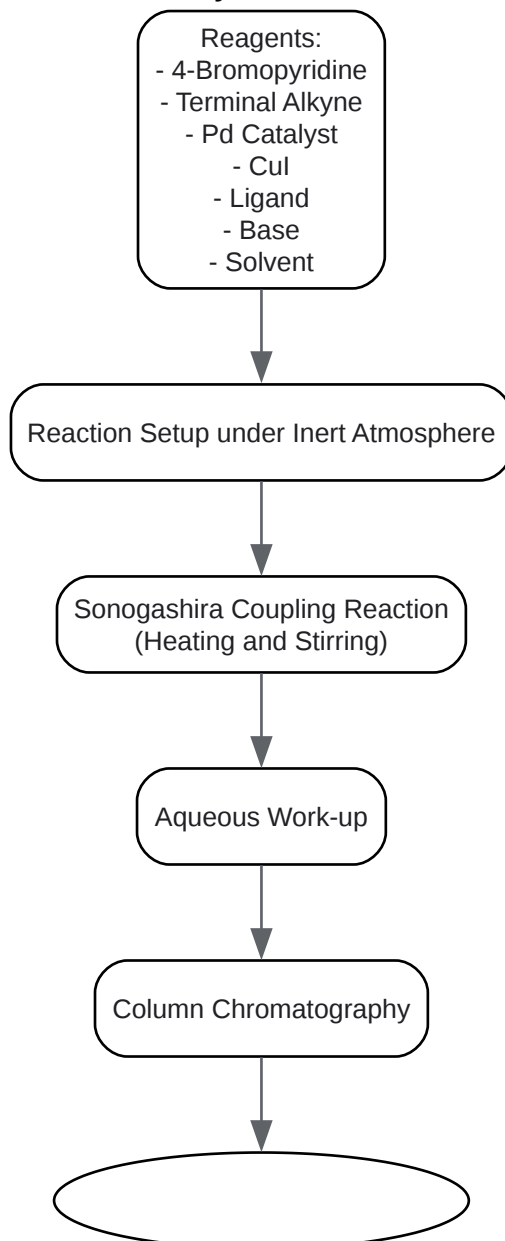 Reagents:
- 4-Bromopyridine
- Terminal Alkyne
- Pd Catalyst
- CuI
- Ligand
- Base
- Solvent
Reaction Setup under Inert Atmosphere
Sonogashira Coupling Reaction
(Heating and Stirring)
Aqueous Work-up
Column Chromatography